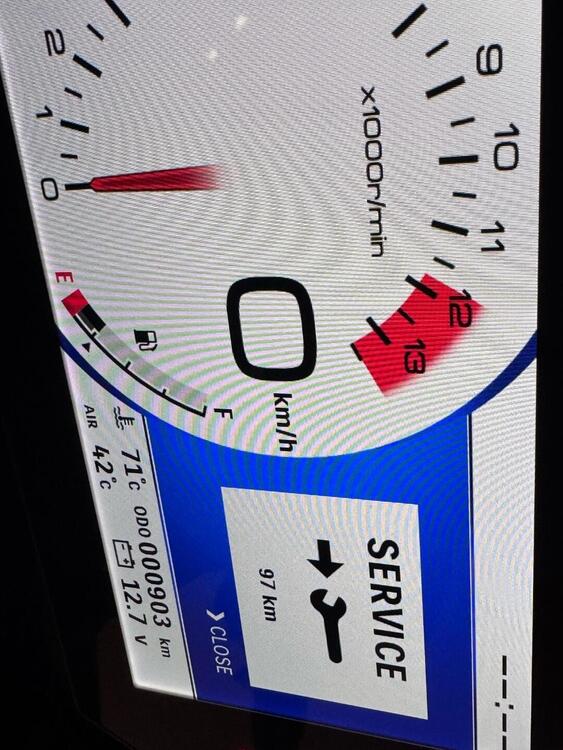 2
1
0
9
10
11
12
13
x1000r/min
0
km/h
E
F
SERVICE
97 km
CLOSE
71°C ODO 000903 km
AIR 42°C 12.7 V
--:--